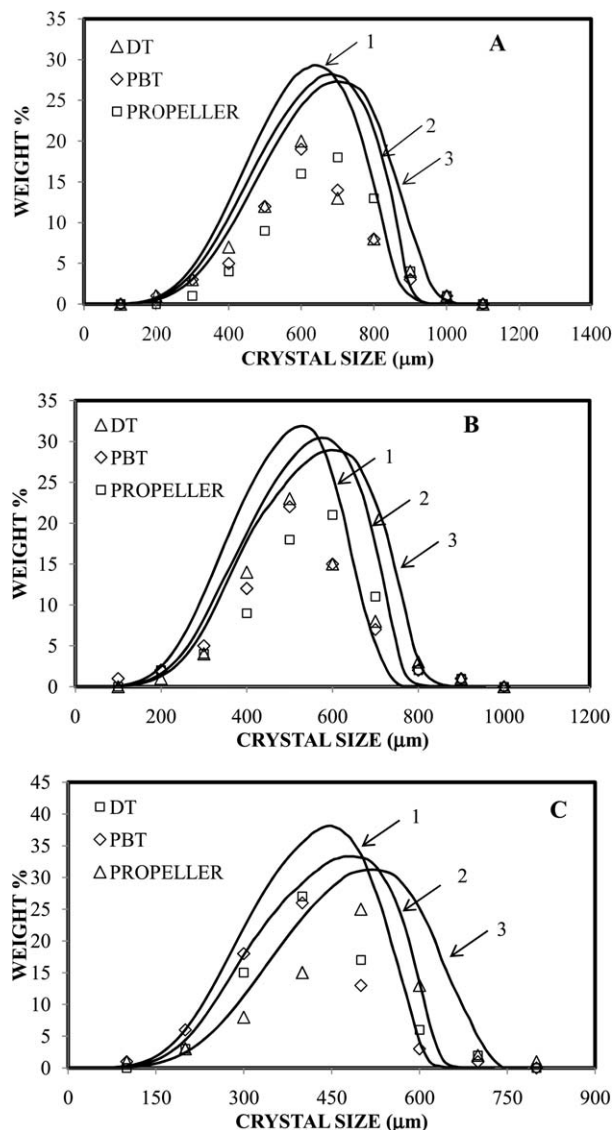 35
A
1
DT
30
25
PBT
PROPELLER
20
2
3
15
10
5
0
WEIGHT %
0 200 400 600 800 1000 1200 1400
CRYSTAL SIZE (μm)
35
B
DT
30
1
25
PBT
2
PROPELLER
20
3
15
10
5
0
WEIGHT %
0 200 400 600 800 1000 1200
CRYSTAL SIZE (μm)
45
C
DT
40
1
35
PBT
2
30
PROPELLER
25
3
20
15
10
5
0
WEIGHT %
0 150 300 450 600 750 900
CRYSTAL SIZE (μm)